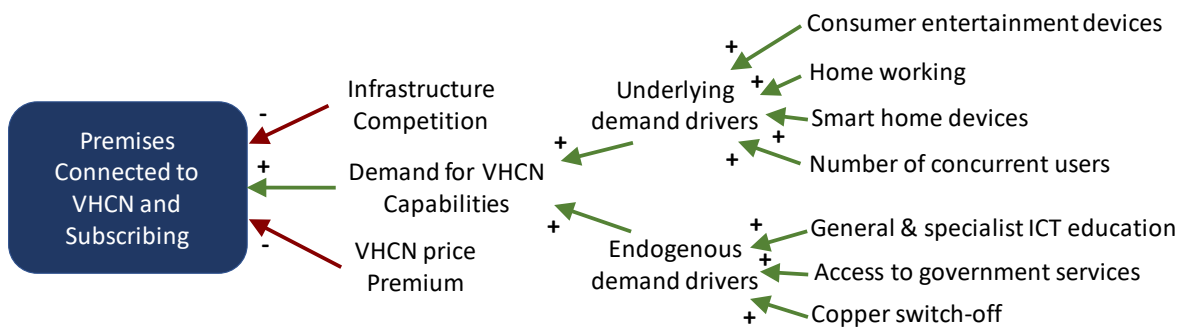 Premises
Connected to
VHCN and
Subscribing
-
+
-
Infrastructure
Competition
Demand for VHCN
Capabilities
VHCN price
Premium
+
+
Underlying
demand drivers
+
+
+
+
Endogenous
demand drivers
+
+
+
Consumer entertainment devices
Home working
Smart home devices
Number of concurrent users
General & specialist ICT education
Access to government services
Copper switch-off